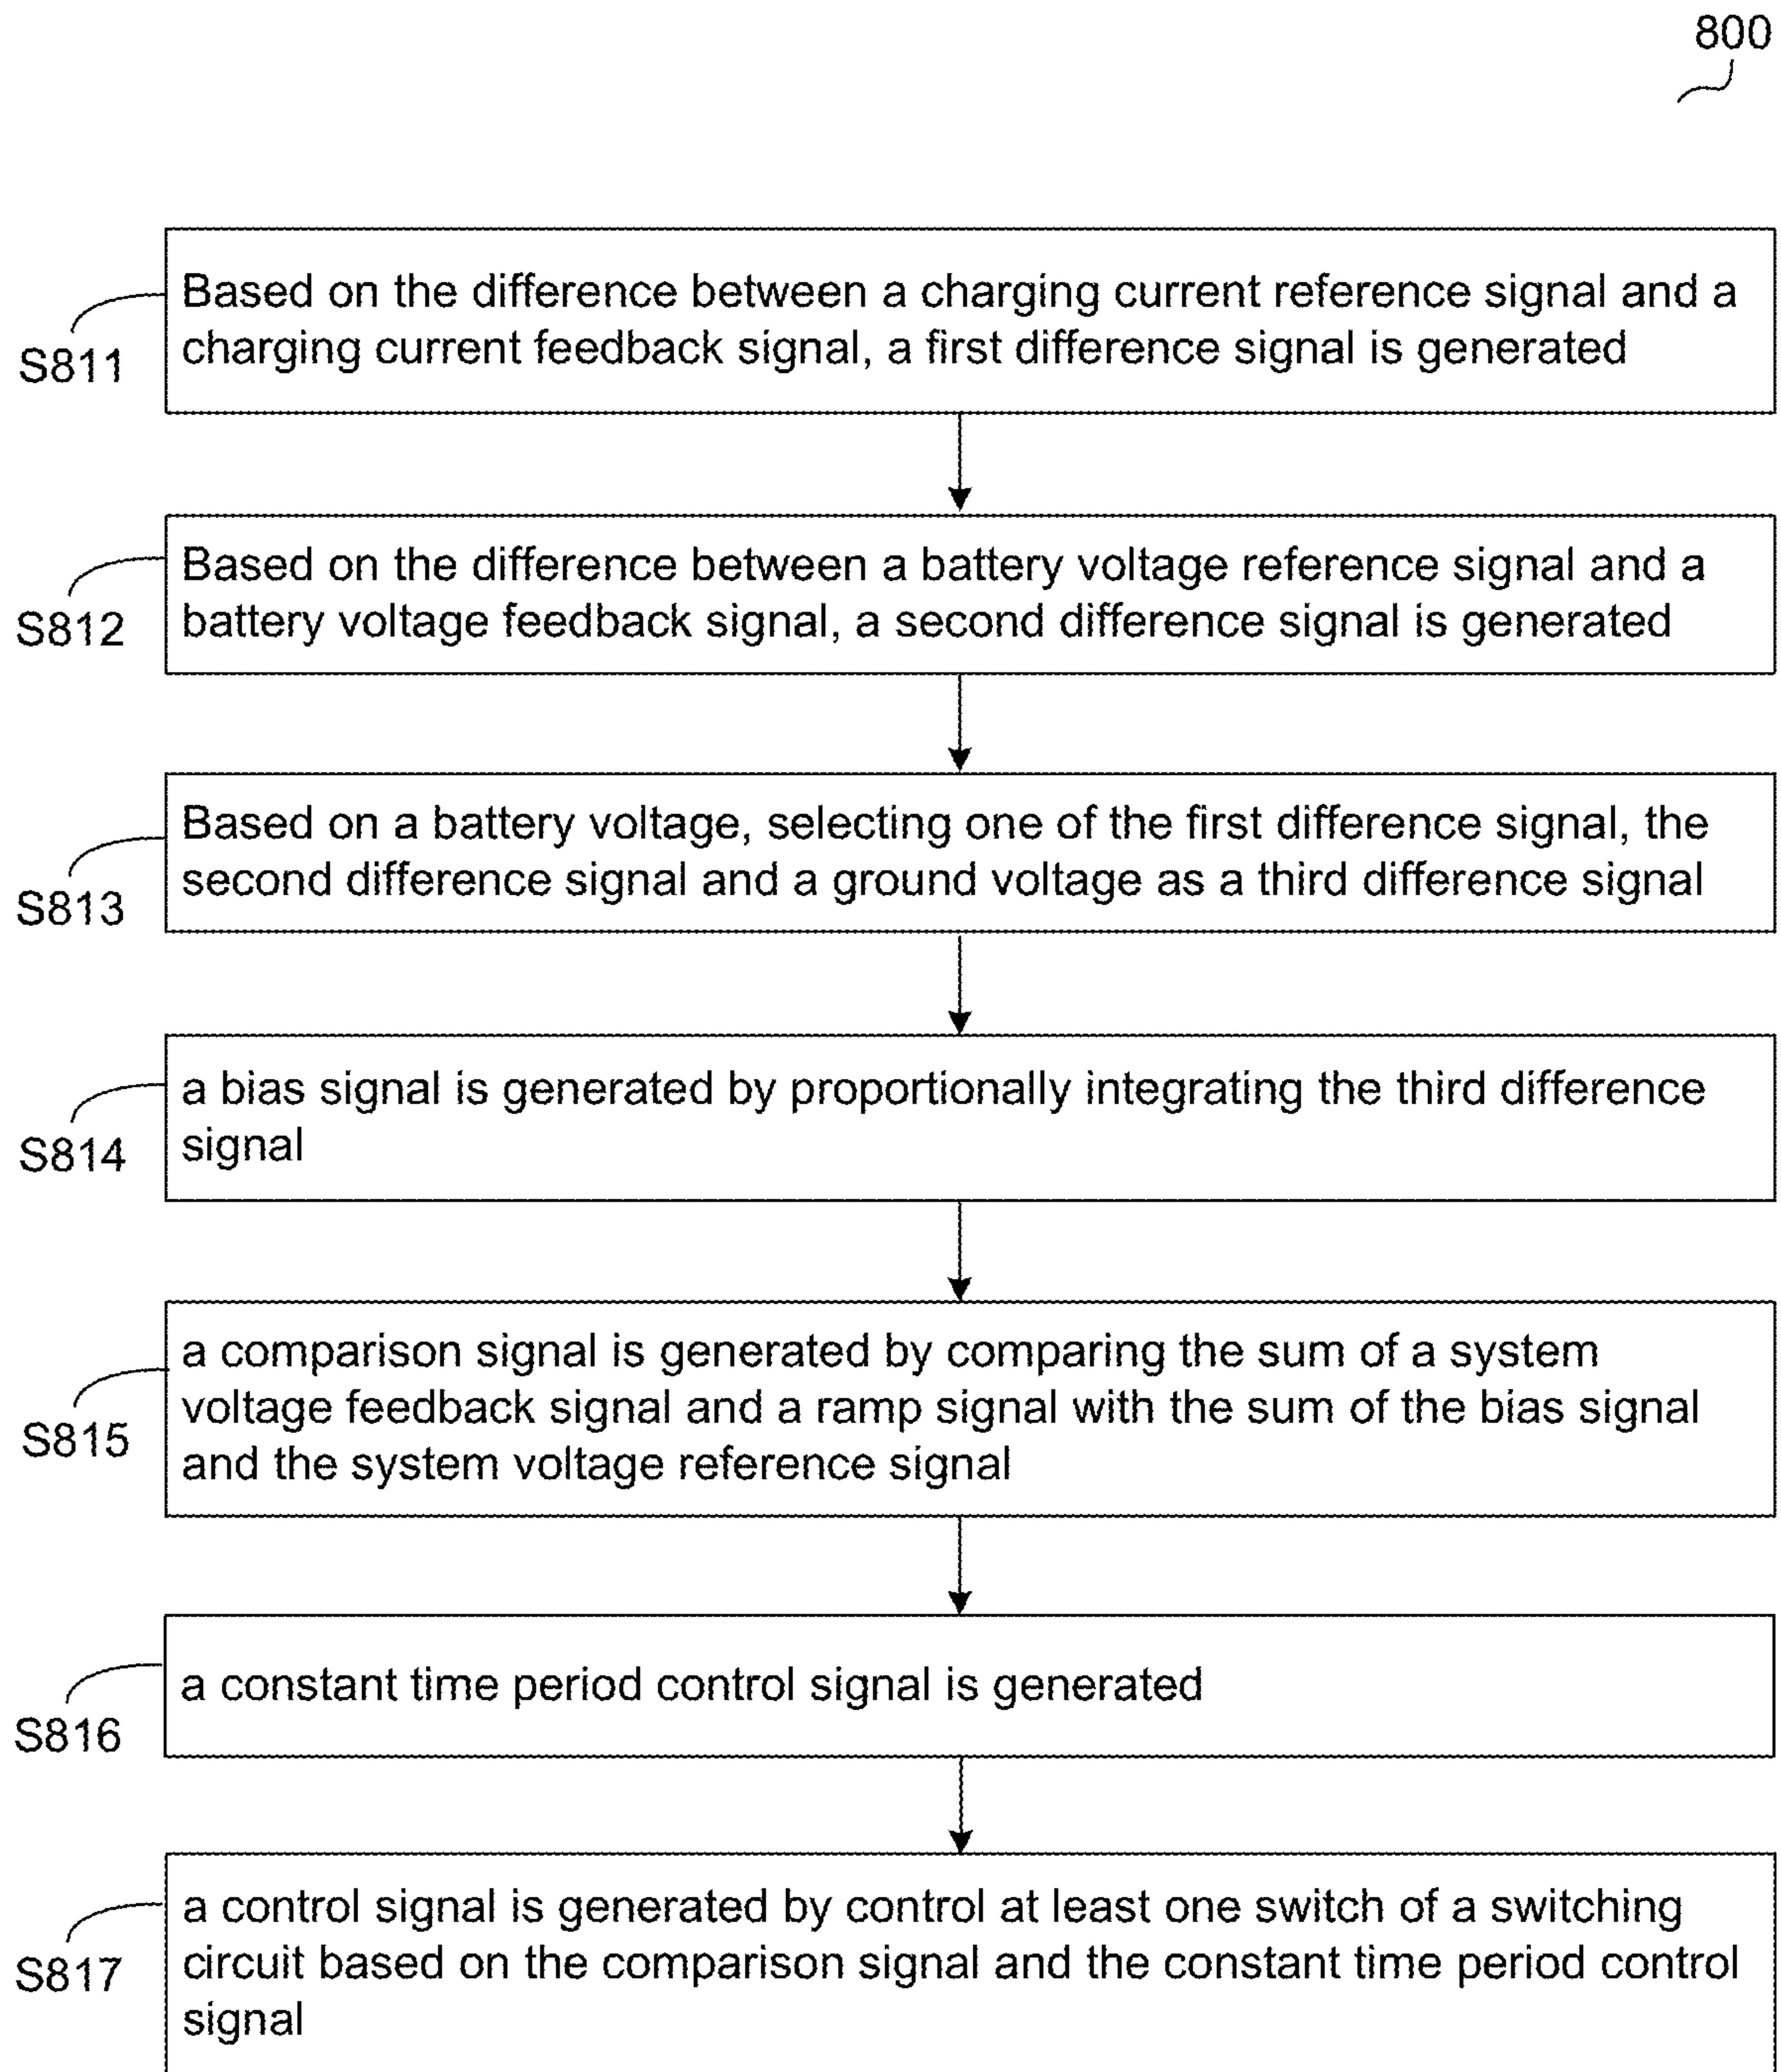 800
Based on the difference between a charging current reference signal and a
charging current feedback signal, a first difference signal is generated
S811
Based on the difference between a battery voltage reference signal and a
battery voltage feedback signal, a second difference signal is generated
S812
Based on a battery voltage, selecting one of the first difference signal, the
second difference signal and a ground voltage as a third difference signal
S813
a bias signal is generated by proportionally integrating the third difference
signal
S814
a comparison signal is generated by comparing the sum of a system
voltage feedback signal and a ramp signal with the sum of the bias signal
and the system voltage reference signal
S815
a constant time period control signal is generated
S816
a control signal is generated by control at least one switch of a switching
circuit based on the comparison signal and the constant time period control
signal
S817